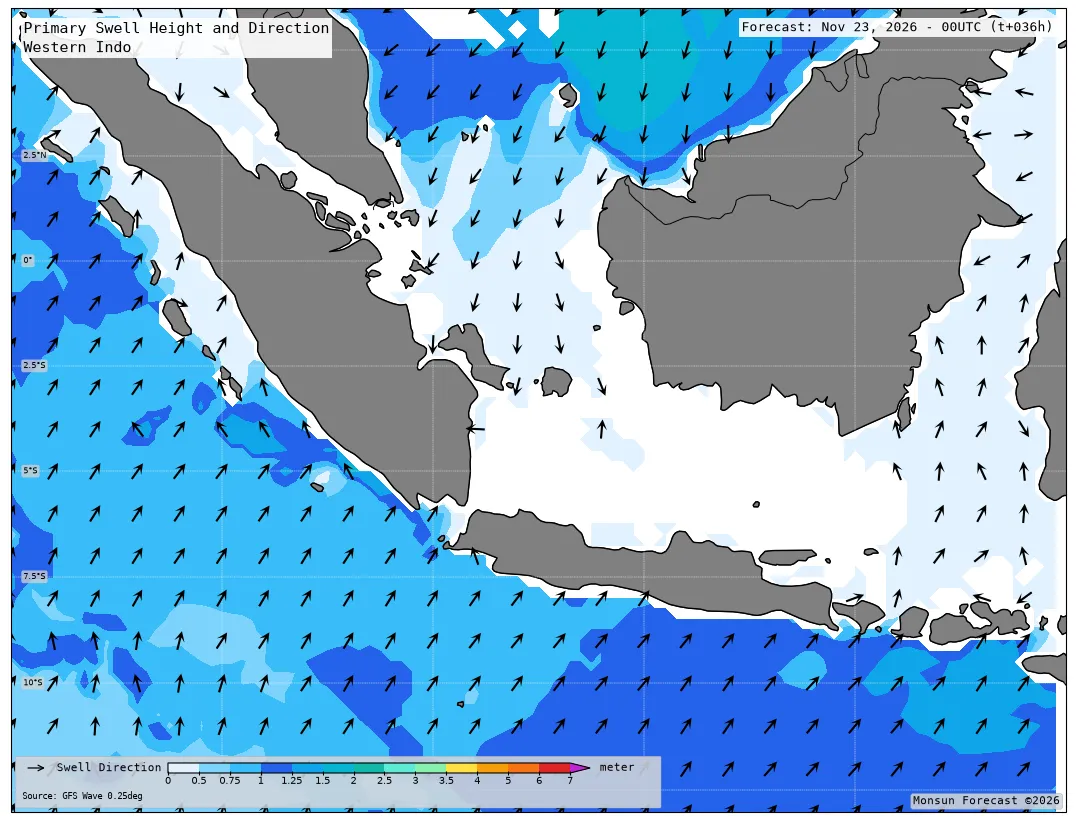 Primary Swell Height and Direction
Western Indo
Forecast: Nov 23, 2026 - 00UTC (t+036h)
2.5°N
0°
2.5°S
5°S
7.5°S
10°S
Swell Direction
0 0.5 0.75 1 1.25 1.5 2 2.5 3 3.5 4 5 6 7
meter
Source: GFS Wave 0.25deg
Monsun Forecast ©2026